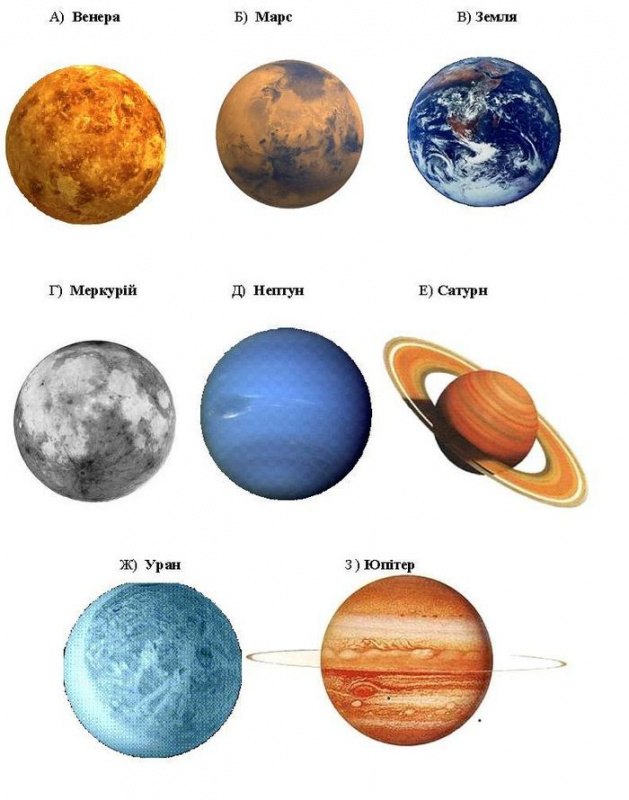 А) Венера
Б) Марс
В) Земля
Г) Меркурій
Д) Нептун
Е) Сатурн
Ж) Уран
З ) Юпітер